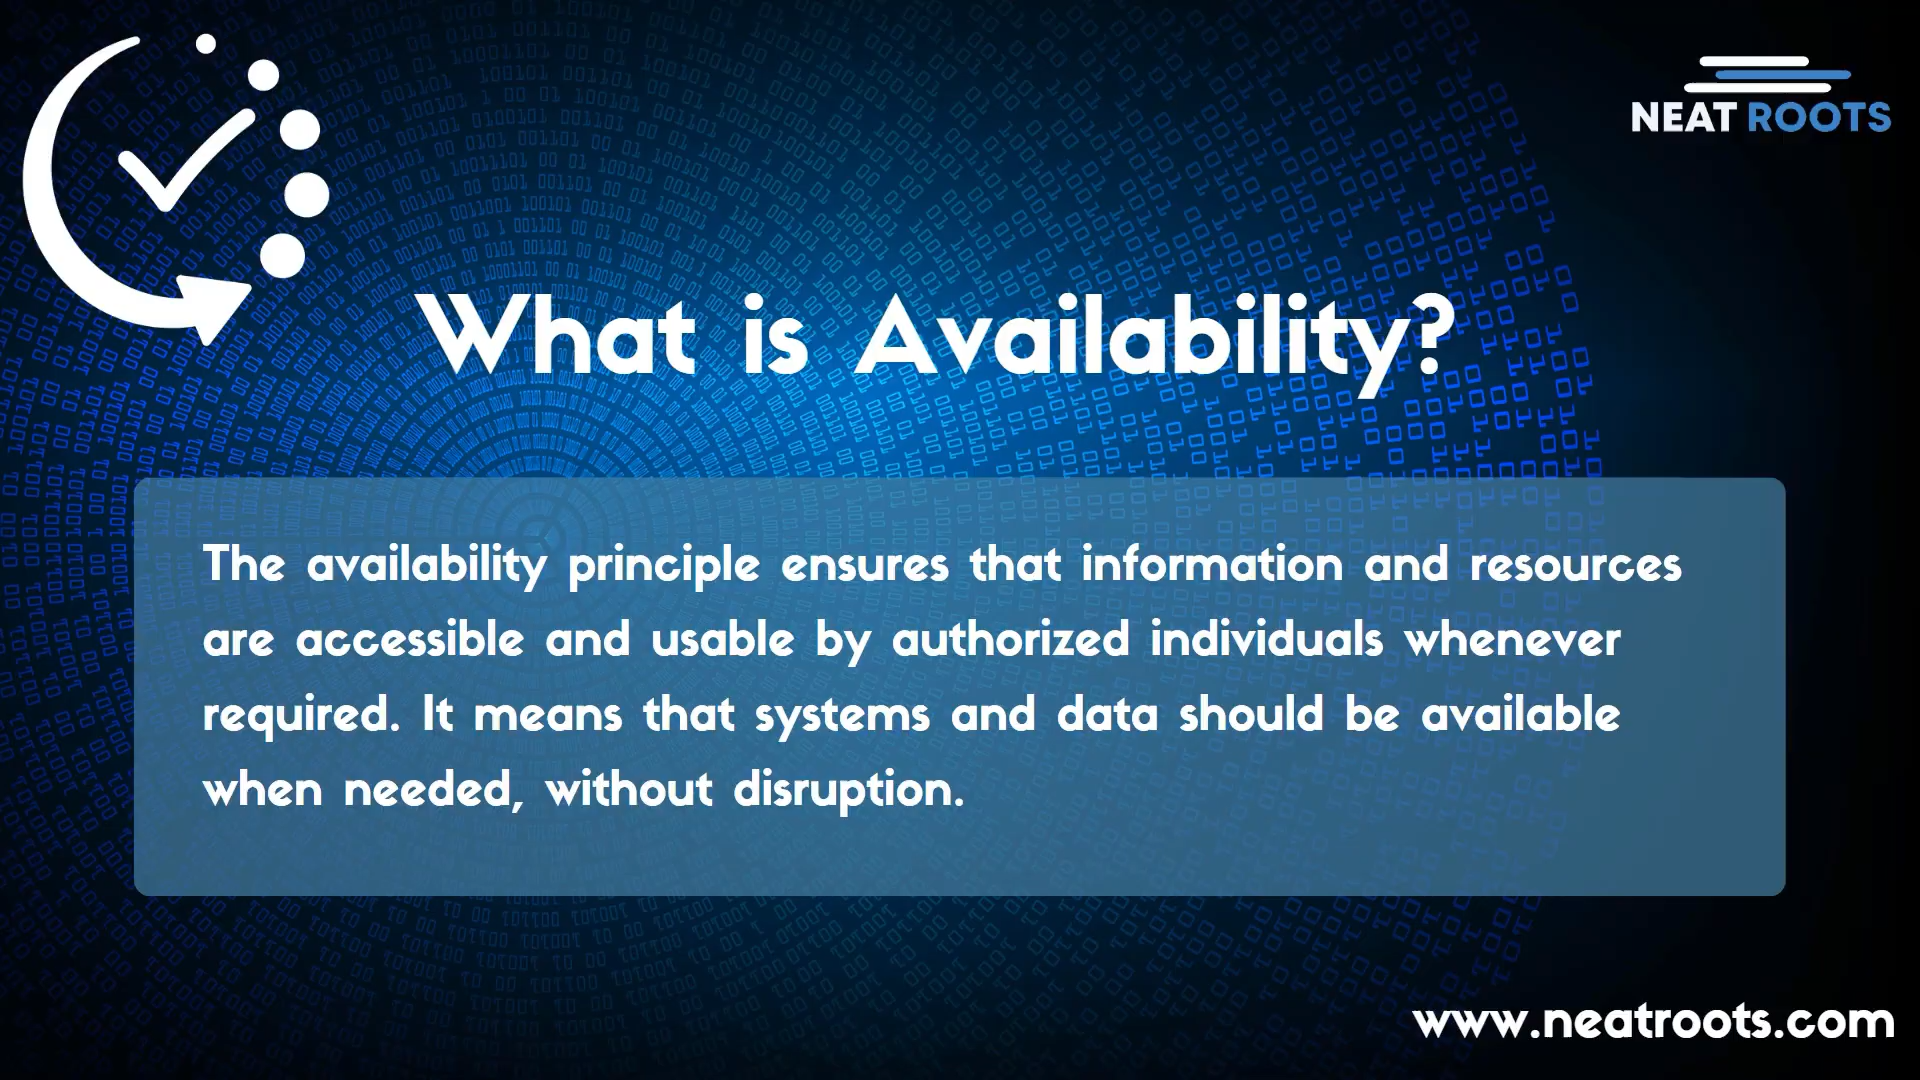 NEAT ROOTS
What is Availability?
The availability principle ensures that information and resources
are accessible and usable by authorized individuals whenever
required. It means that systems and data should be available
when needed, without disruption.
www.neatroots.com